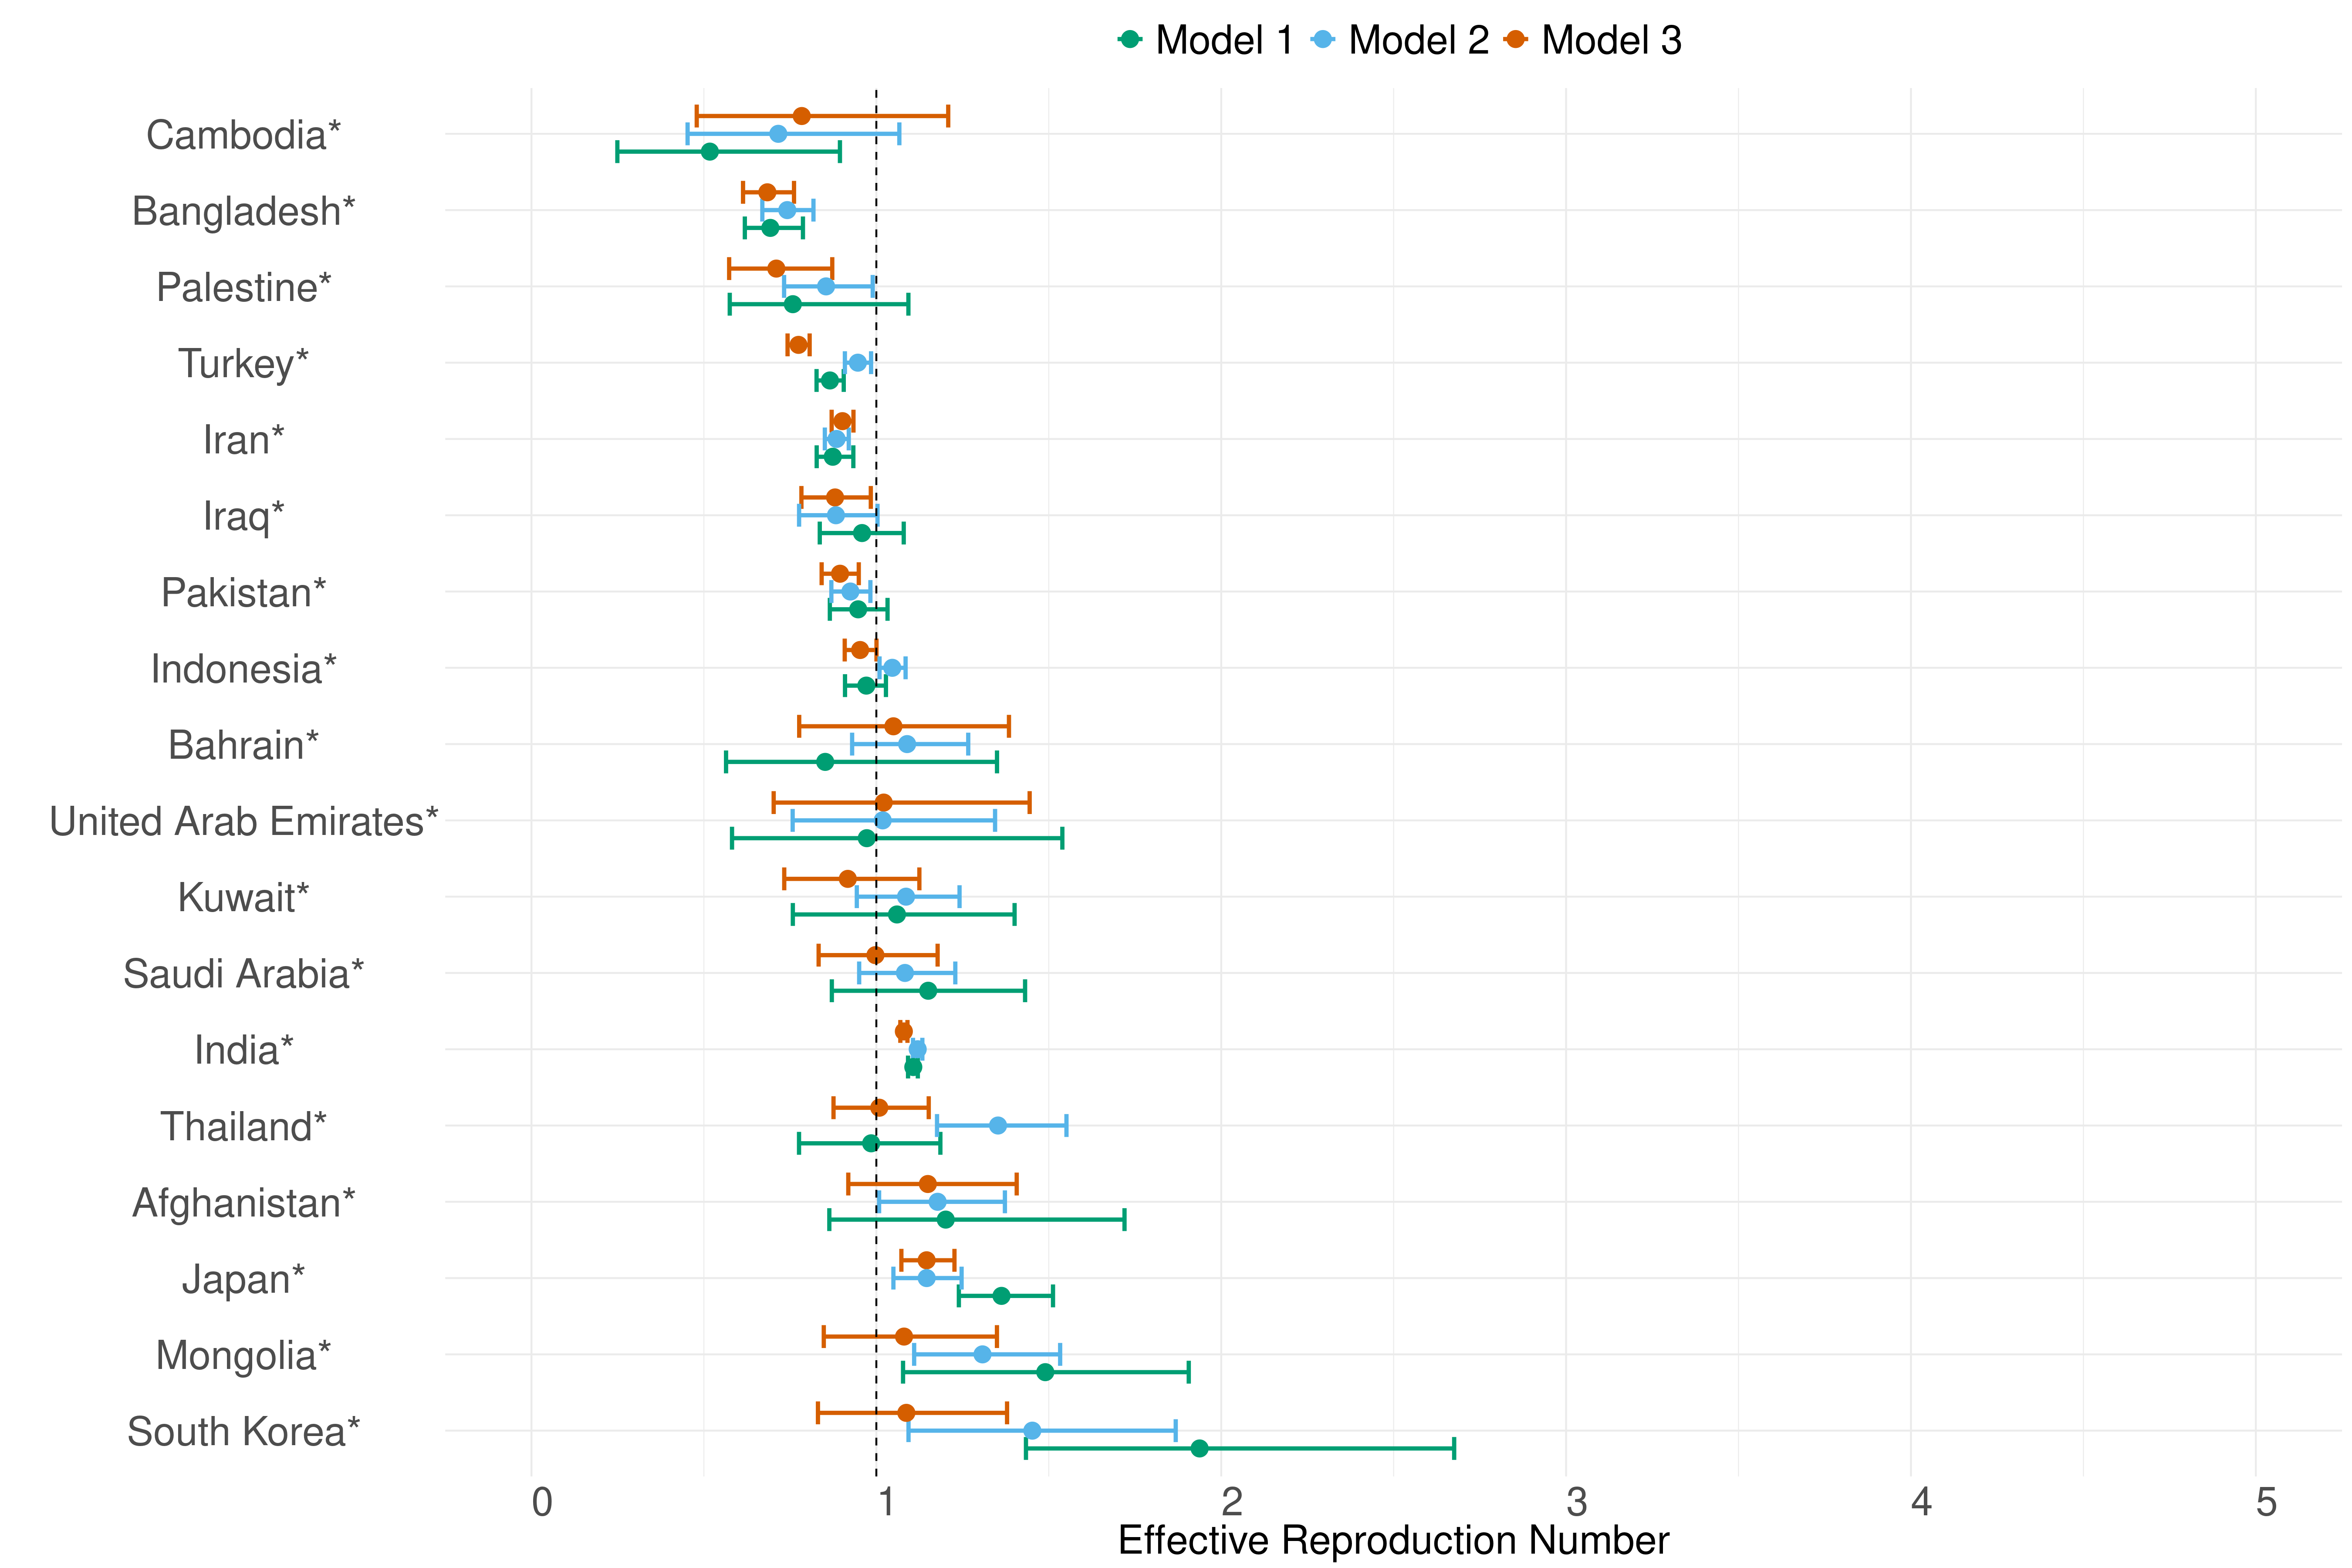 Model 1 Model 2 Model 3
Cambodia*
Bangladesh*
Palestine*
Turkey*
Iran*
Iraq*
Pakistan*
Indonesia*
Bahrain*
United Arab Emirates*
Kuwait*
Saudi Arabia*
India*
Thailand*
Afghanistan*
Japan*
Mongolia*
South Korea*
0 1 2 3 4 5
Effective Reproduction Number